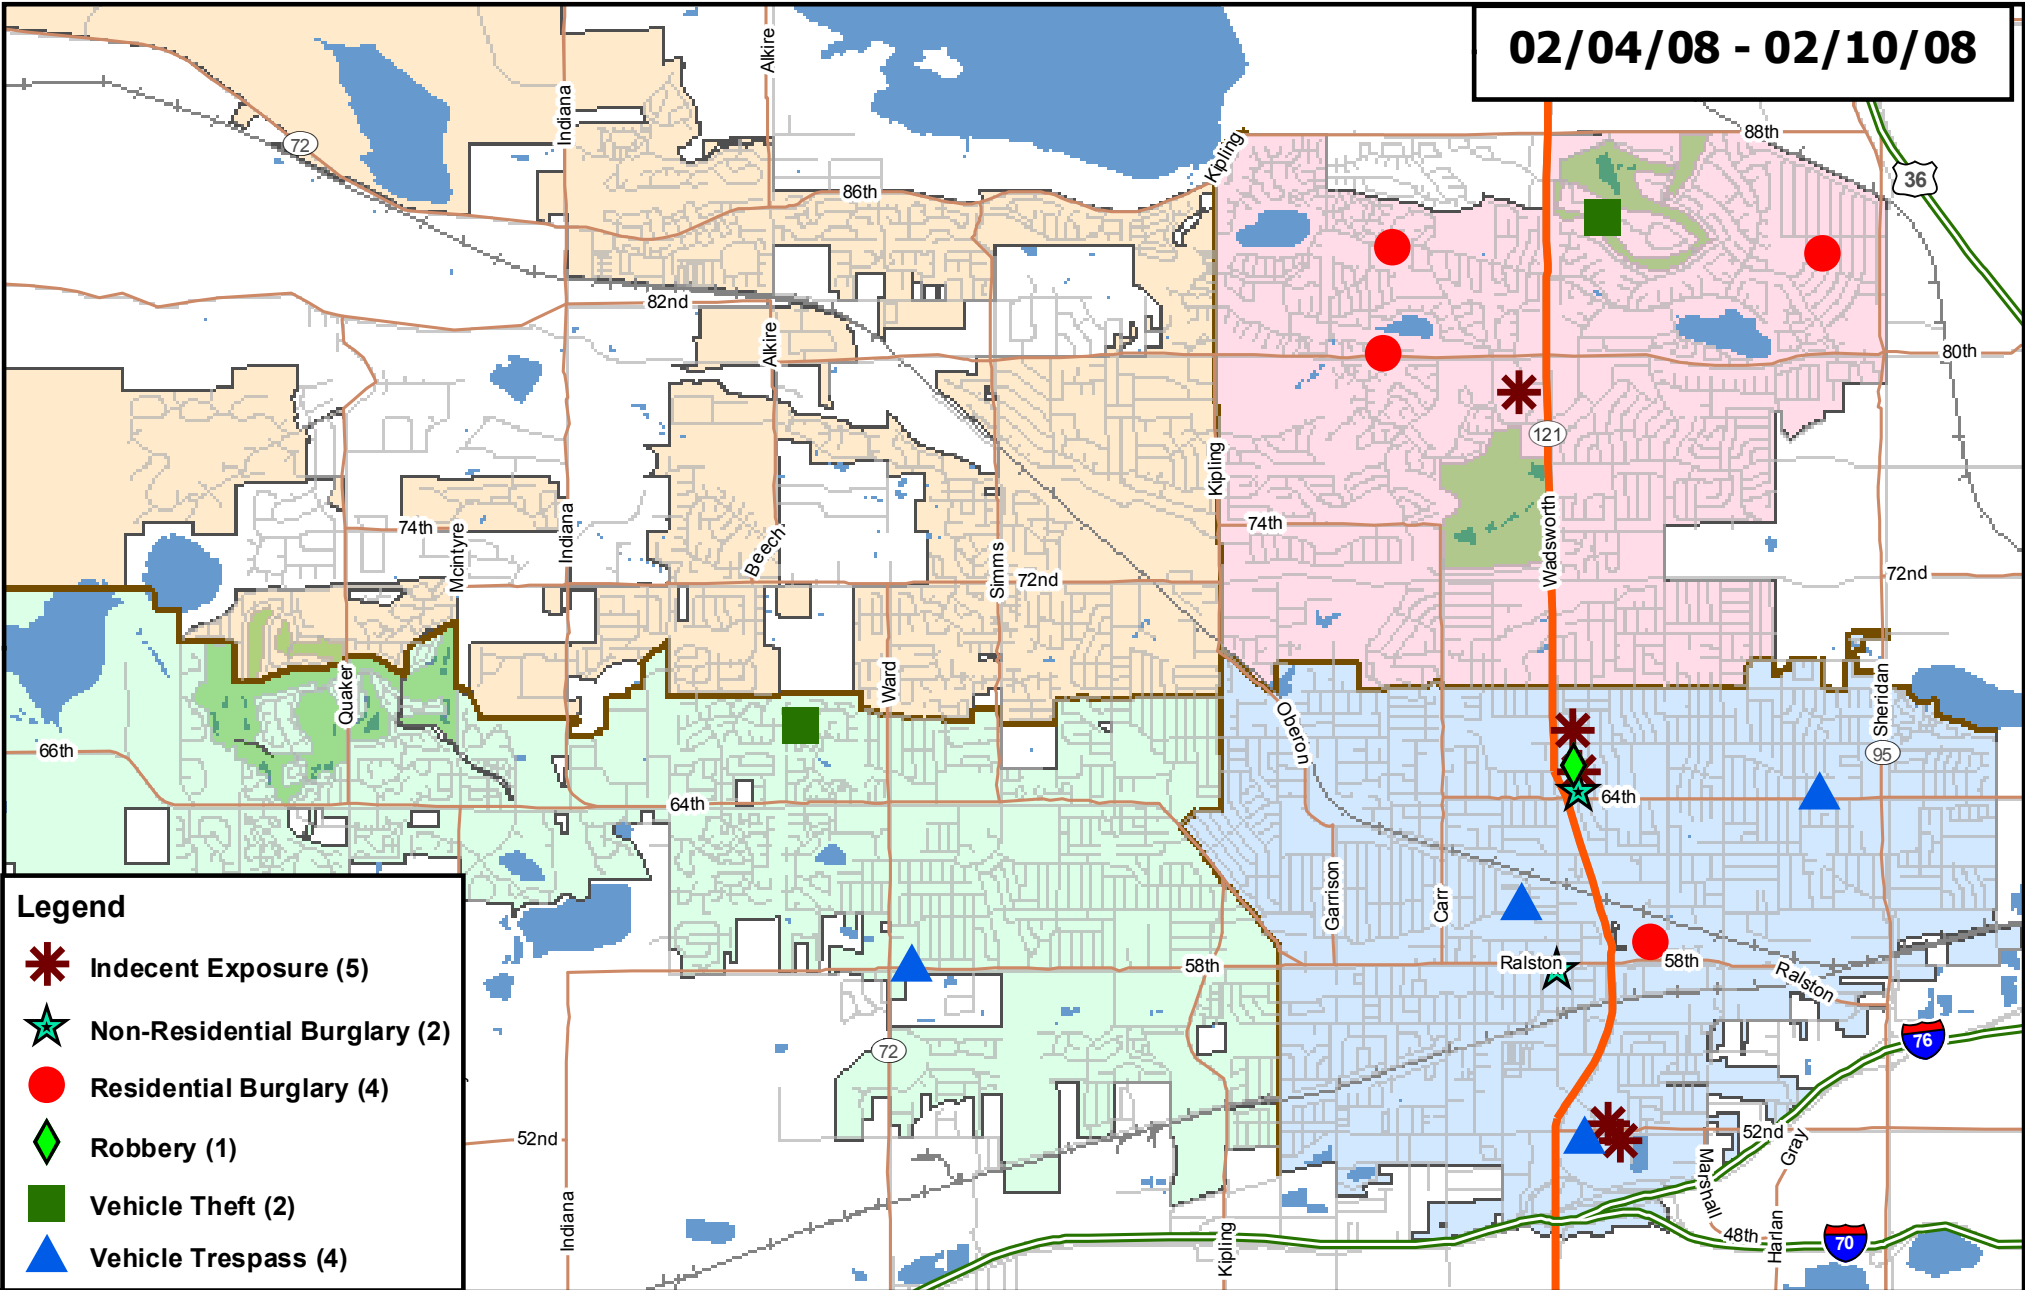 02/04/08 - 02/10/08
Alkire
Indiana
72
Kipling
88th
36
86th
82nd
Alkire
80th
121
Kipling
74th
Mcintyre
Indiana
Beech
Simms
74th
Wadsworth
72nd
72nd
Quaker
Ward
Oberon
Sheridan
95
66th
64th
64th
Garrison
Carr
58th
Ralston
58th
Ralston
72
76
52nd
52nd
Gray
Marshall
Indiana
Kipling
48th
Harlan
70
Legend
Indecent Exposure (5)
Non-Residential Burglary (2)
Residential Burglary (4)
Robbery (1)
Vehicle Theft (2)
Vehicle Trespass (4)